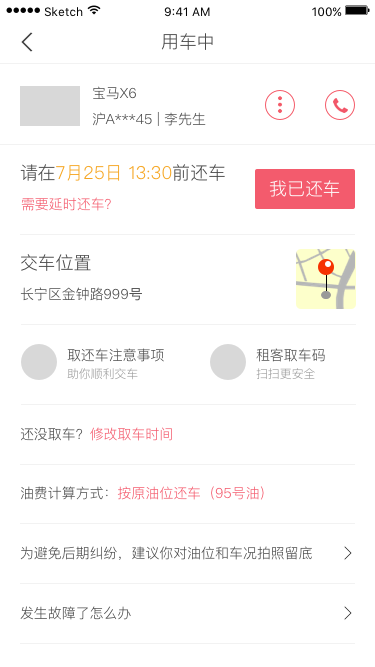 Sketch 9:41 AM 100%
用车中
宝马X6
沪A***45 | 李先生
请在7月25日 13:30前还车
我已还车
需要延时还车?
交车位置
长宁区金钟路999号
取还车注意事项
助你顺利交车
租客取车码
扫扫更安全
还没取车? 修改取车时间
油费计算方式: 按原油位还车（95号油）
为避免后期纠纷，建议你对油位和车况拍照留底
发生故障了怎么办